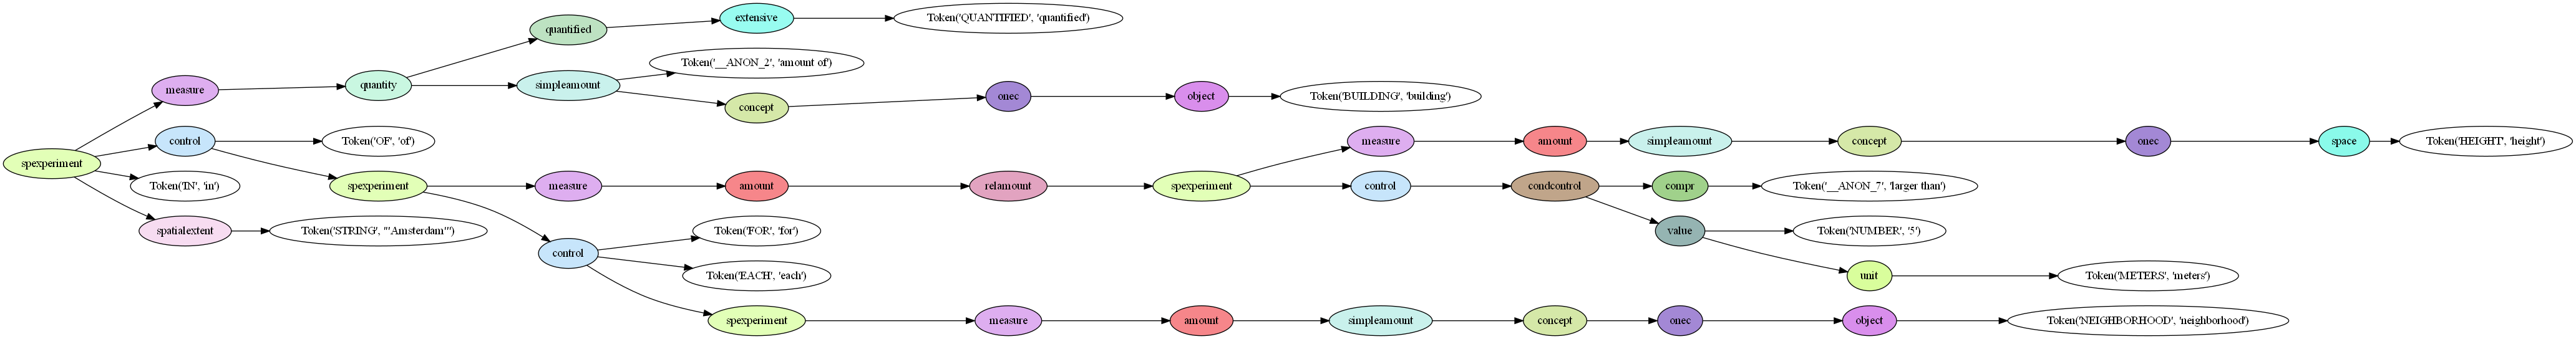 extensive
Token('QUANTIFIED', 'quantified')
quantified
Token('__ANON_2', 'amount of')
measure
quantity
simpleamount
concept
onec
object
Token('BUILDING', 'building')
control
Token('OF', 'of')
measure
amount
simpleamount
concept
onec
space
Token('HEIGHT', 'height')
spexperiment
Token('IN', 'in')
spexperiment
measure
amount
relamount
spexperiment
control
condcontrol
compr
Token('__ANON_7', 'larger than')
spatialextent
Token('STRING', "'Amsterdam'")
Token('FOR', 'for')
value
Token('NUMBER', '5')
control
Token('EACH', 'each')
unit
Token('METERS', 'meters')
spexperiment
measure
amount
simpleamount
concept
onec
object
Token('NEIGHBORHOOD', 'neighborhood')